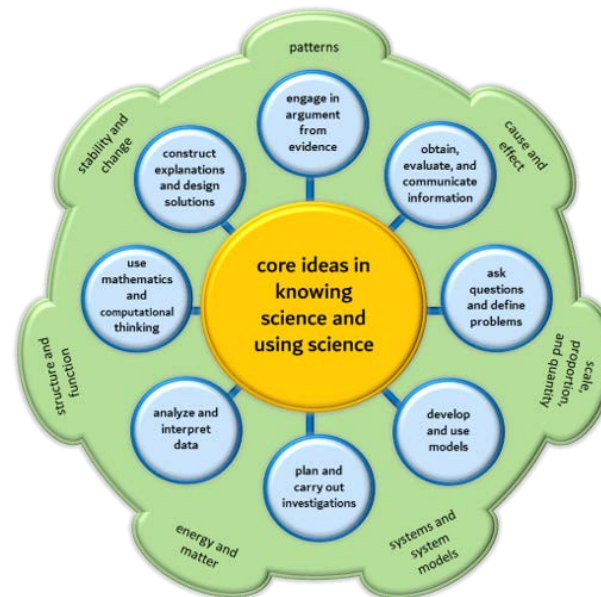 patterns
engage in
argument from
evidence
obtain,
evaluate, and
communicate
information
cause and
effect
ask
questions
and define
problems
scale,
proportion,
and quantity
develop
and use
models
systems and
system
models
plan and
carry out
investigations
energy and
matter
analyze and
interpret
data
structure and
function
use
mathematics
and
computational
thinking
stability and
change
construct
explanations
and design
solutions
core ideas in
knowing
science and
using science